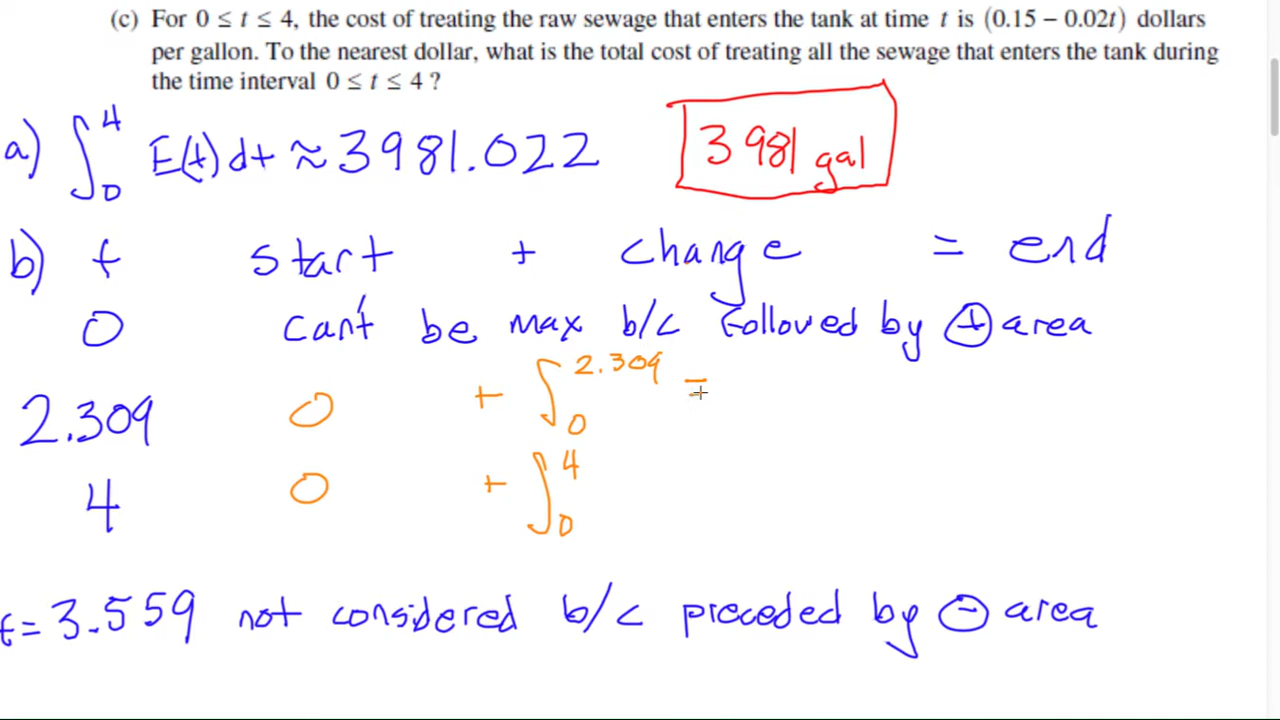 (c) For 0 ≤ t ≤ 4, the cost of treating the raw sewage that enters the tank at time t is (0.15 − 0.02t) dollars
per gallon. To the nearest dollar, what is the total cost of treating all the sewage that enters the tank during
the time interval 0 ≤ t ≤ 4 ?
a) ∫₀⁴ E(t)dt ≈ 3981.022 3981 gal
b) t start + change = end
0 can't be max b/c followed by ⊕ area
2.309 0 + ∫₀^2.309 =
4 0 + ∫₀⁴
t = 3.559 not considered b/c preceded by ⊖ area